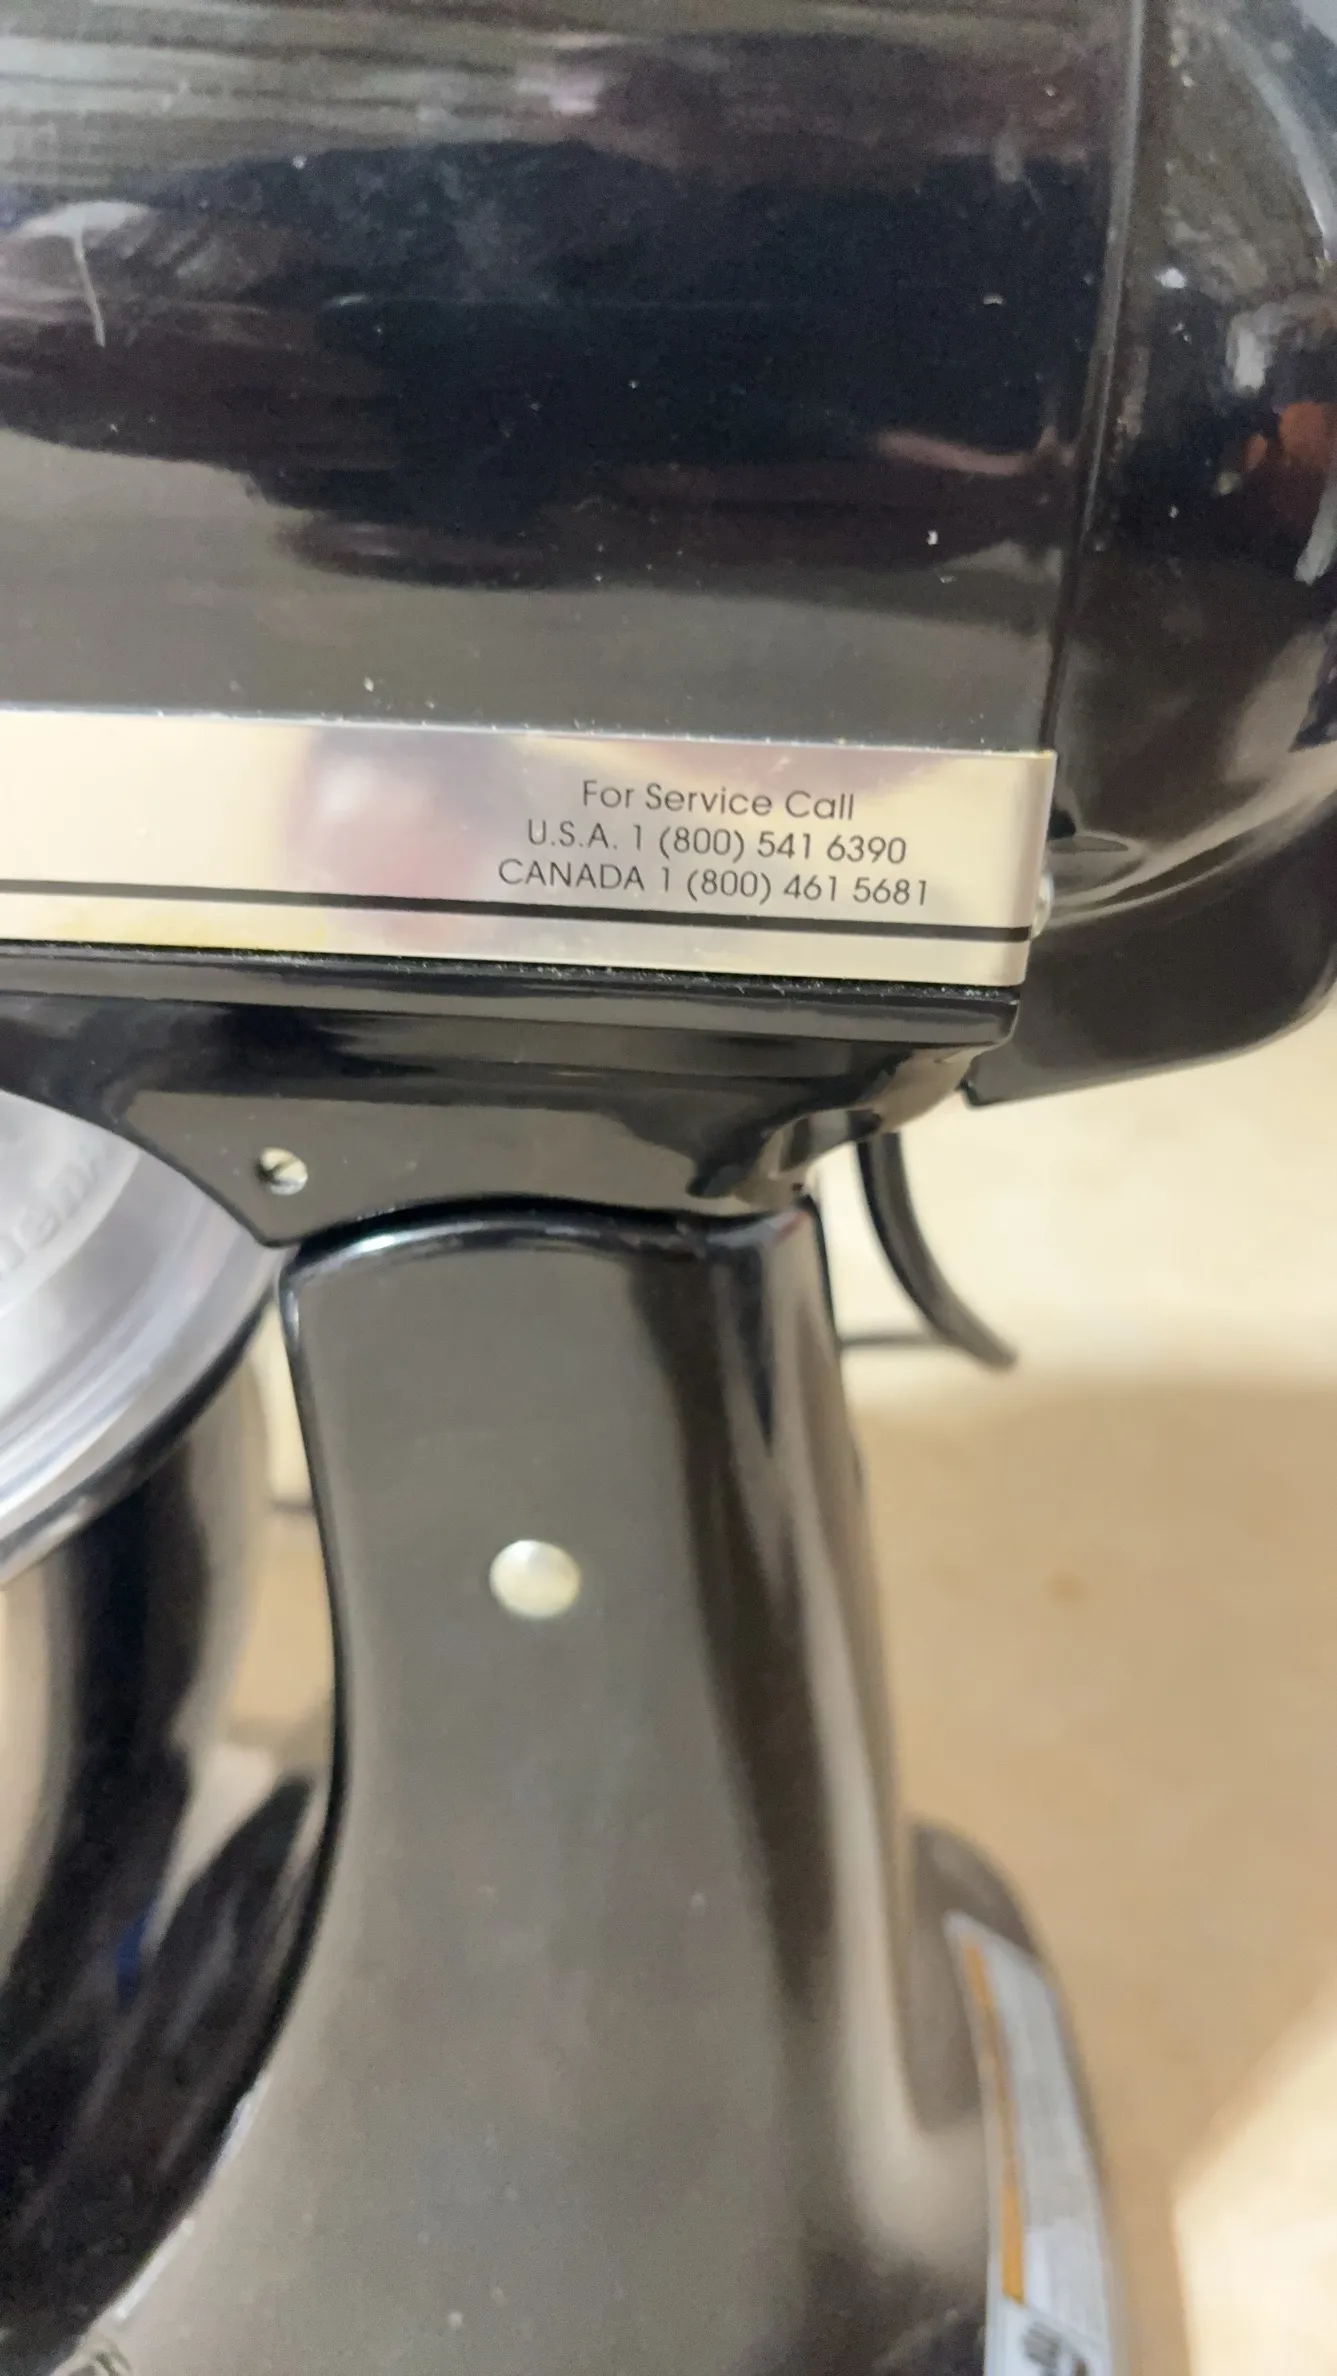 For Service Call
U.S.A. 1 (800) 541 6390
CANADA 1 (800) 461 5681